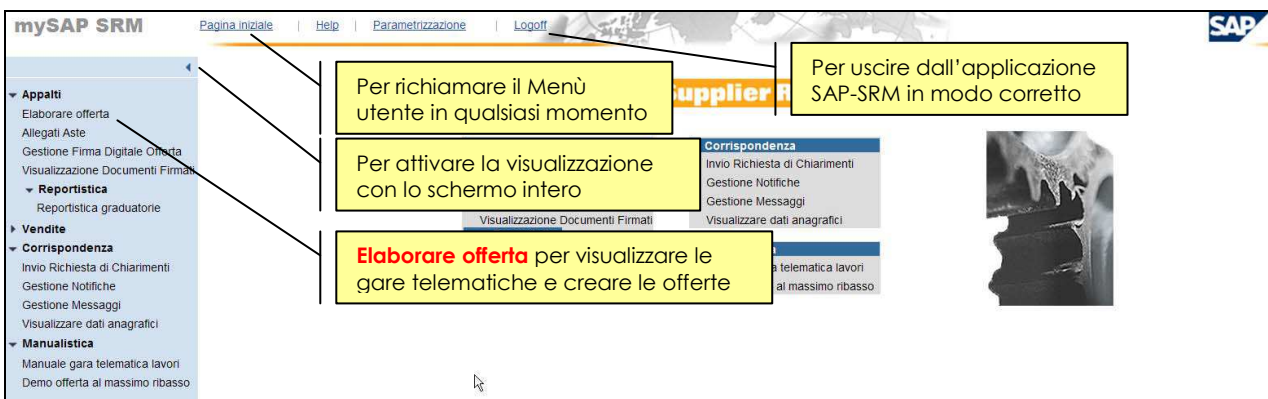 mySAP SRM
Pagina iniziale | Help | Parametrizzazione | Logoff
SAP
Appalti
Elaborare offerta
Allegati Aste
Gestione Firma Digitale Offerta
Visualizzazione Documenti Firmati
Reportistica
Reportistica graduatorie
Vendite
Corrispondenza
Invio Richiesta di Chiarimenti
Gestione Notifiche
Gestione Messaggi
Visualizzare dati anagrafici
Manualistica
Manuale gara telematica lavori
Demo offerta al massimo ribasso
Per richiamare il Menù
utente in qualsiasi momento
Per uscire dall'applicazione
SAP-SRM in modo corretto
Supplier
Per attivare la visualizzazione
con lo schermo intero
Visualizzazione Documenti Firmati
Corrispondenza
Invio Richiesta di Chiarimenti
Gestione Notifiche
Gestione Messaggi
Visualizzare dati anagrafici
Elaborare offerta per visualizzare le
gare telematiche e creare le offerte
telematica lavori
al massimo ribasso